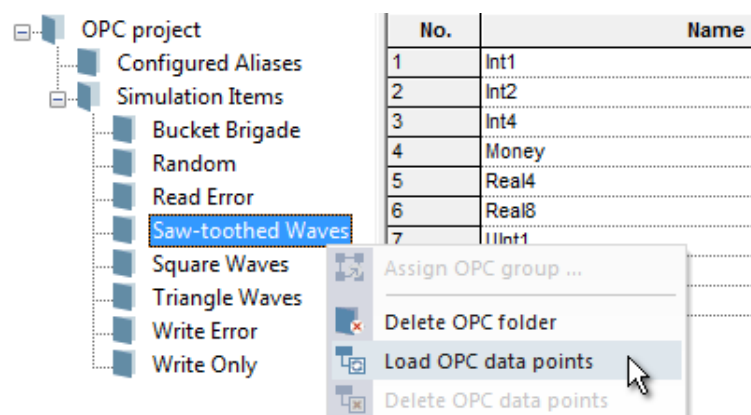 OPC project
Configured Aliases
Simulation Items
Bucket Brigade
Random
Read Error
Saw-toothed Waves
Square Waves
Triangle Waves
Write Error
Write Only
No. Name
1 Int1
2 Int2
3 Int4
4 Money
5 Real4
6 Real8
7 UInt1
Assign OPC group ...
Delete OPC folder
Load OPC data points
Delete OPC data points